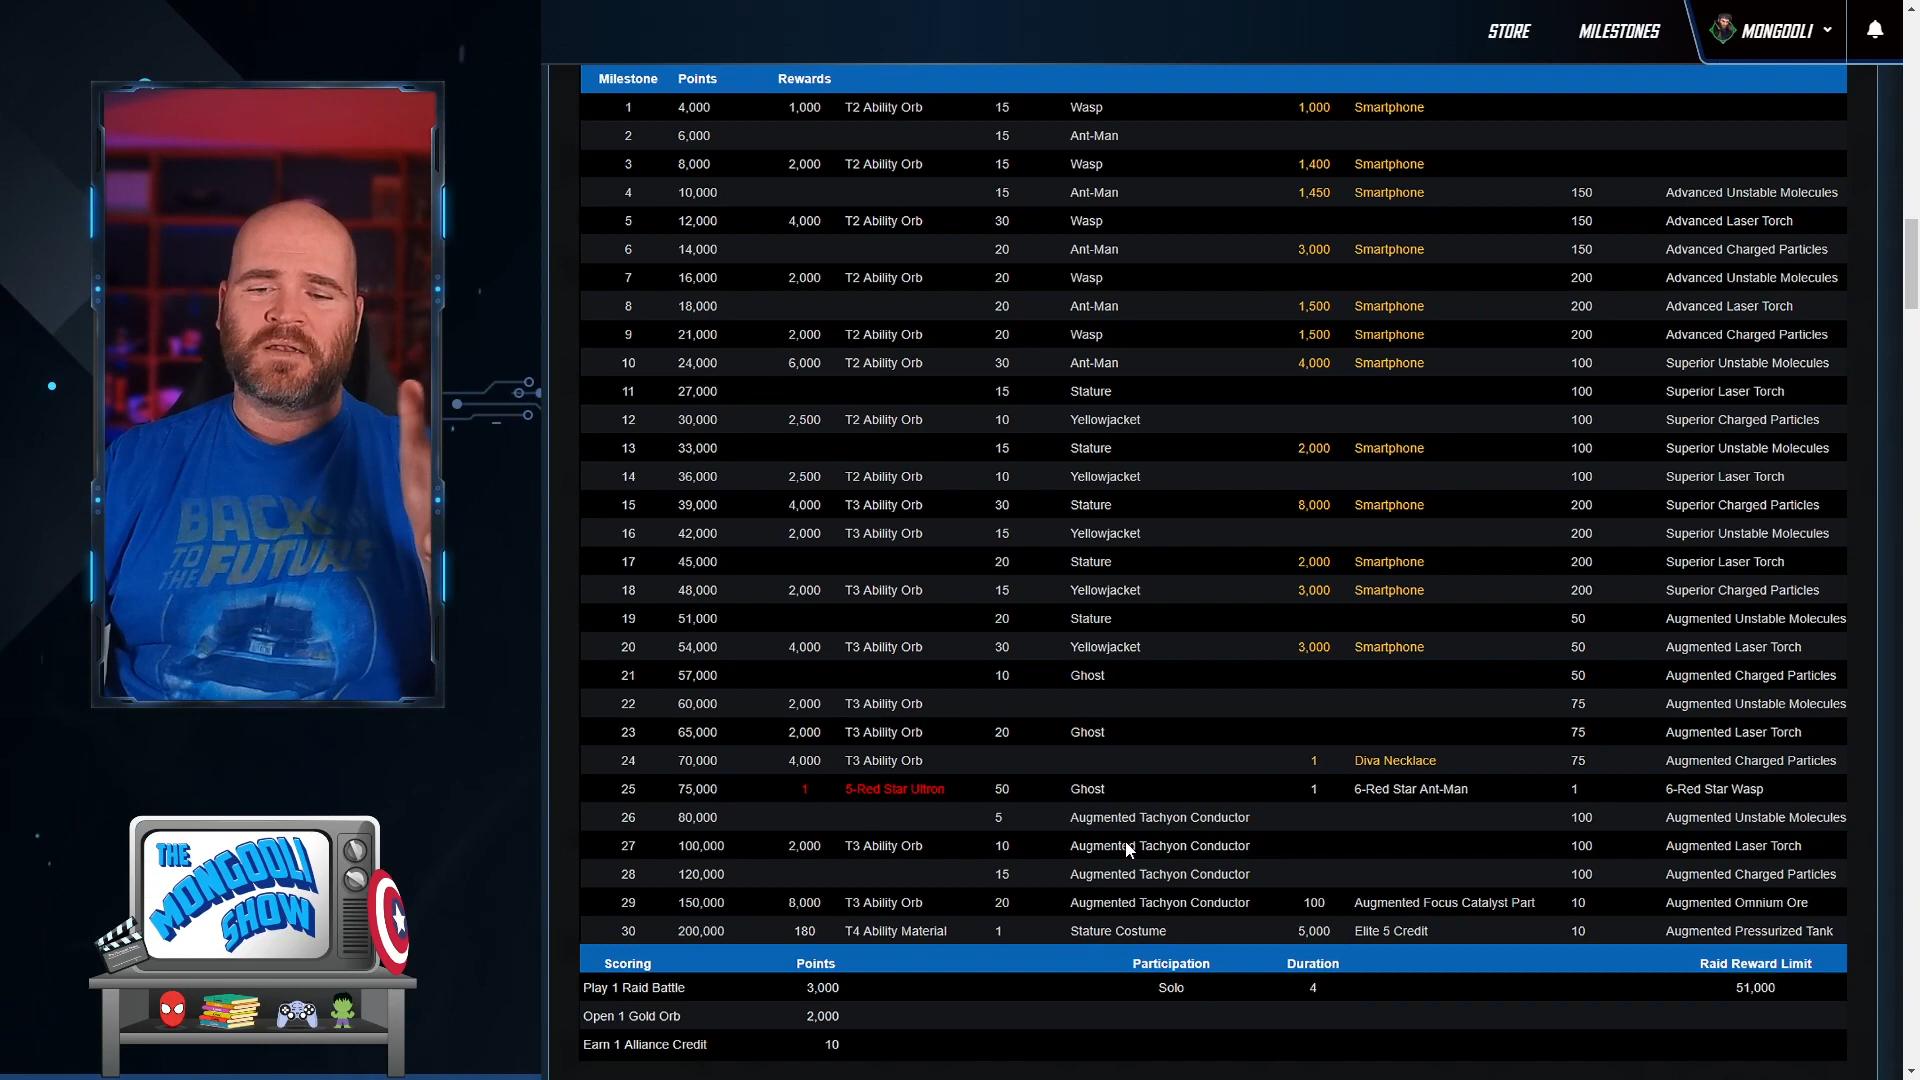 STORE MILESTONES MONGOOLI
Milestone Points Rewards
1 4,000 1,000 T2 Ability Orb 15 Wasp 1,000 Smartphone
2 6,000 15 Ant-Man
3 8,000 2,000 T2 Ability Orb 15 Wasp 1,400 Smartphone
4 10,000 15 Ant-Man 1,450 Smartphone 150 Advanced Unstable Molecules
5 12,000 4,000 T2 Ability Orb 30 Wasp 150 Advanced Laser Torch
6 14,000 20 Ant-Man 3,000 Smartphone 150 Advanced Charged Particles
7 16,000 2,000 T2 Ability Orb 20 Wasp 200 Advanced Unstable Molecules
8 18,000 20 Ant-Man 1,500 Smartphone 200 Advanced Laser Torch
9 21,000 2,000 T2 Ability Orb 20 Wasp 1,500 Smartphone 200 Advanced Charged Particles
10 24,000 6,000 T2 Ability Orb 30 Ant-Man 4,000 Smartphone 100 Superior Unstable Molecules
11 27,000 15 Stature 100 Superior Laser Torch
12 30,000 2,500 T2 Ability Orb 10 Yellowjacket 100 Superior Charged Particles
13 33,000 15 Stature 2,000 Smartphone 100 Superior Unstable Molecules
14 36,000 2,500 T2 Ability Orb 10 Yellowjacket 100 Superior Laser Torch
15 39,000 4,000 T3 Ability Orb 30 Stature 8,000 Smartphone 200 Superior Charged Particles
16 42,000 2,000 T3 Ability Orb 15 Yellowjacket 200 Superior Unstable Molecules
17 45,000 20 Stature 2,000 Smartphone 200 Superior Laser Torch
18 48,000 2,000 T3 Ability Orb 15 Yellowjacket 3,000 Smartphone 200 Superior Charged Particles
19 51,000 20 Stature 50 Augmented Unstable Molecules
20 54,000 4,000 T3 Ability Orb 30 Yellowjacket 3,000 Smartphone 50 Augmented Laser Torch
21 57,000 10 Ghost 50 Augmented Charged Particles
22 60,000 2,000 T3 Ability Orb 75 Augmented Unstable Molecules
23 65,000 2,000 T3 Ability Orb 20 Ghost 75 Augmented Laser Torch
24 70,000 4,000 T3 Ability Orb 1 Diva Necklace 75 Augmented Charged Particles
25 75,000 1 5-Red Star Ultron 50 Ghost 1 6-Red Star Ant-Man 1 6-Red Star Wasp
26 80,000 5 Augmented Tachyon Conductor 100 Augmented Unstable Molecules
27 100,000 2,000 T3 Ability Orb 10 Augmented Tachyon Conductor 100 Augmented Laser Torch
28 120,000 15 Augmented Tachyon Conductor 100 Augmented Charged Particles
29 150,000 8,000 T3 Ability Orb 20 Augmented Tachyon Conductor 100 Augmented Focus Catalyst Part 10 Augmented Omnium Ore
30 200,000 180 T4 Ability Material 1 Stature Costume 5,000 Elite 5 Credit 10 Augmented Pressurized Tank
Scoring Points Participation Duration Raid Reward Limit
Play 1 Raid Battle 3,000 Solo 4 51,000
Open 1 Gold Orb 2,000
Earn 1 Alliance Credit 10
BACK
TO THE FUTURE
THE
MONGOOLI
SHOW